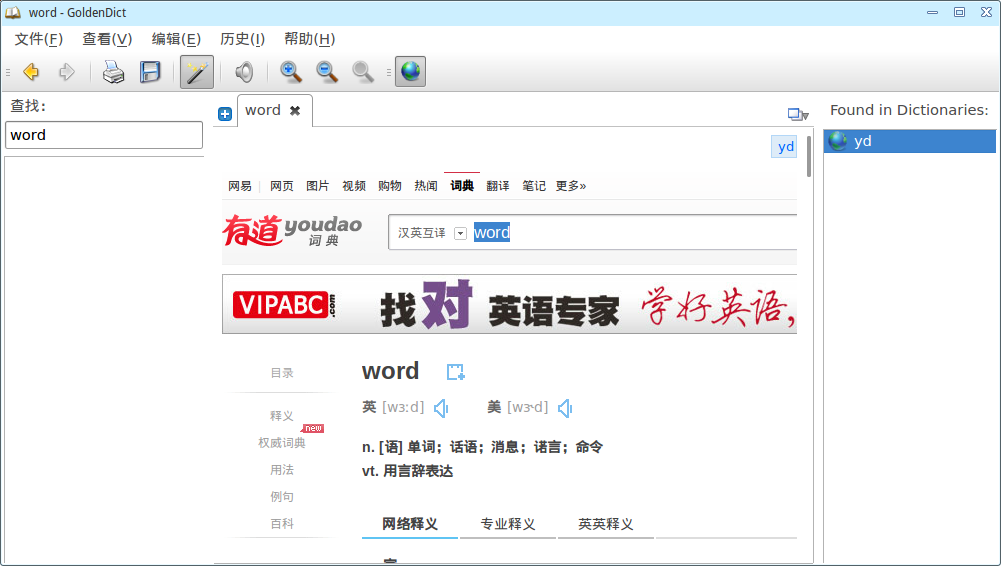 word - GoldenDict
文件(F) 查看(V) 编辑(E) 历史(I) 帮助(H)
查找:
word
word
Found in Dictionaries:
yd
yd
网易 网页 图片 视频 购物 热闻 词典 翻译 笔记 更多»
有道 youdao 词典
汉英互译 word
VIPABC.com 找对 英语专家 学好英语,
目录
释义
new
权威词典
用法
例句
百科
word
英 [wɜːd] 美 [wɝd]
n. [语] 单词；话语；消息；诺言；命令
vt. 用言辞表达
网络释义 专业释义 英英释义